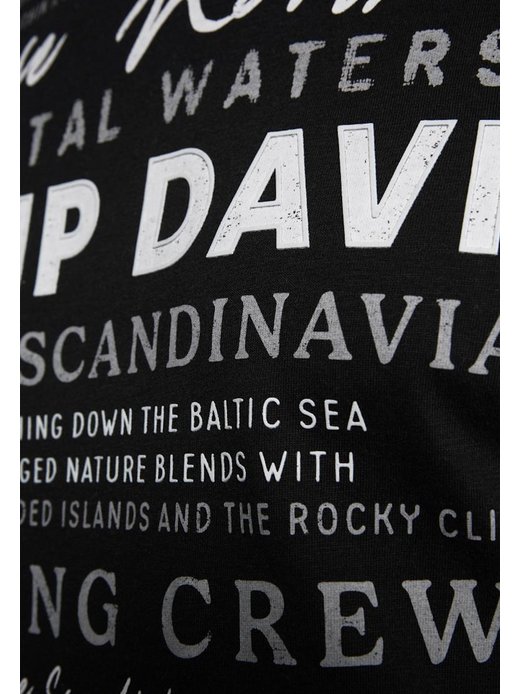 TAL WATERS
MP DAVI
SCANDINAVIA
ING DOWN THE BALTIC SEA
GED NATURE BLENDS WITH
DED ISLANDS AND THE ROCKY CLI
NG CREW